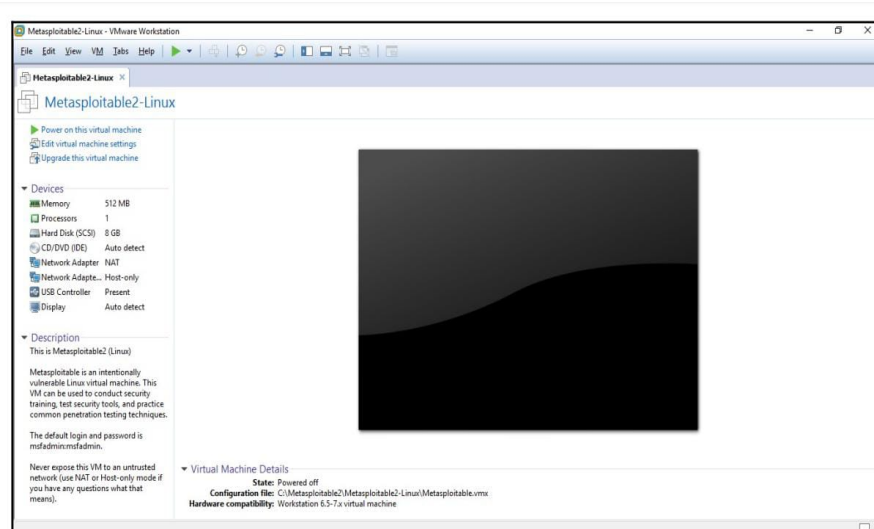 Metasploitable2-Linux - VMware Workstation
File Edit View VM Tabs Help
Metasploitable2-Linux
Metasploitable2-Linux
Power on this virtual machine
Edit virtual machine settings
Upgrade this virtual machine
Devices
Memory 512 MB
Processors 1
Hard Disk (SCSI) 8 GB
CD/DVD (IDE) Auto detect
Network Adapter NAT
Network Adapte... Host-only
USB Controller Present
Display Auto detect
Description
This is Metasploitable2 (Linux)
Metasploitable is an intentionally
vulnerable Linux virtual machine. This
VM can be used to conduct security
training, test security tools, and practice
common penetration testing techniques.
The default login and password is
msfadmin:msfadmin.
Never expose this VM to an untrusted
network (use NAT or Host-only mode if
you have any questions what that
means).
Virtual Machine Details
State: Powered off
Configuration file: C:\Metasploitable2\Metasploitable2-Linux\Metasploitable.vmx
Hardware compatibility: Workstation 6.5-7.x virtual machine